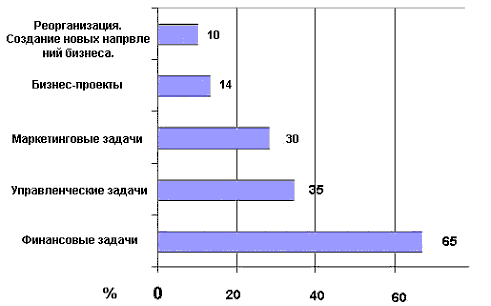 Реорганизация.
Создание новых напрвле
ний бизнеса.
10
Бизнес-проекты
14
Маркетинговые задачи
30
Управленческие задачи
35
Финансовые задачи
65
% 0 20 40 60